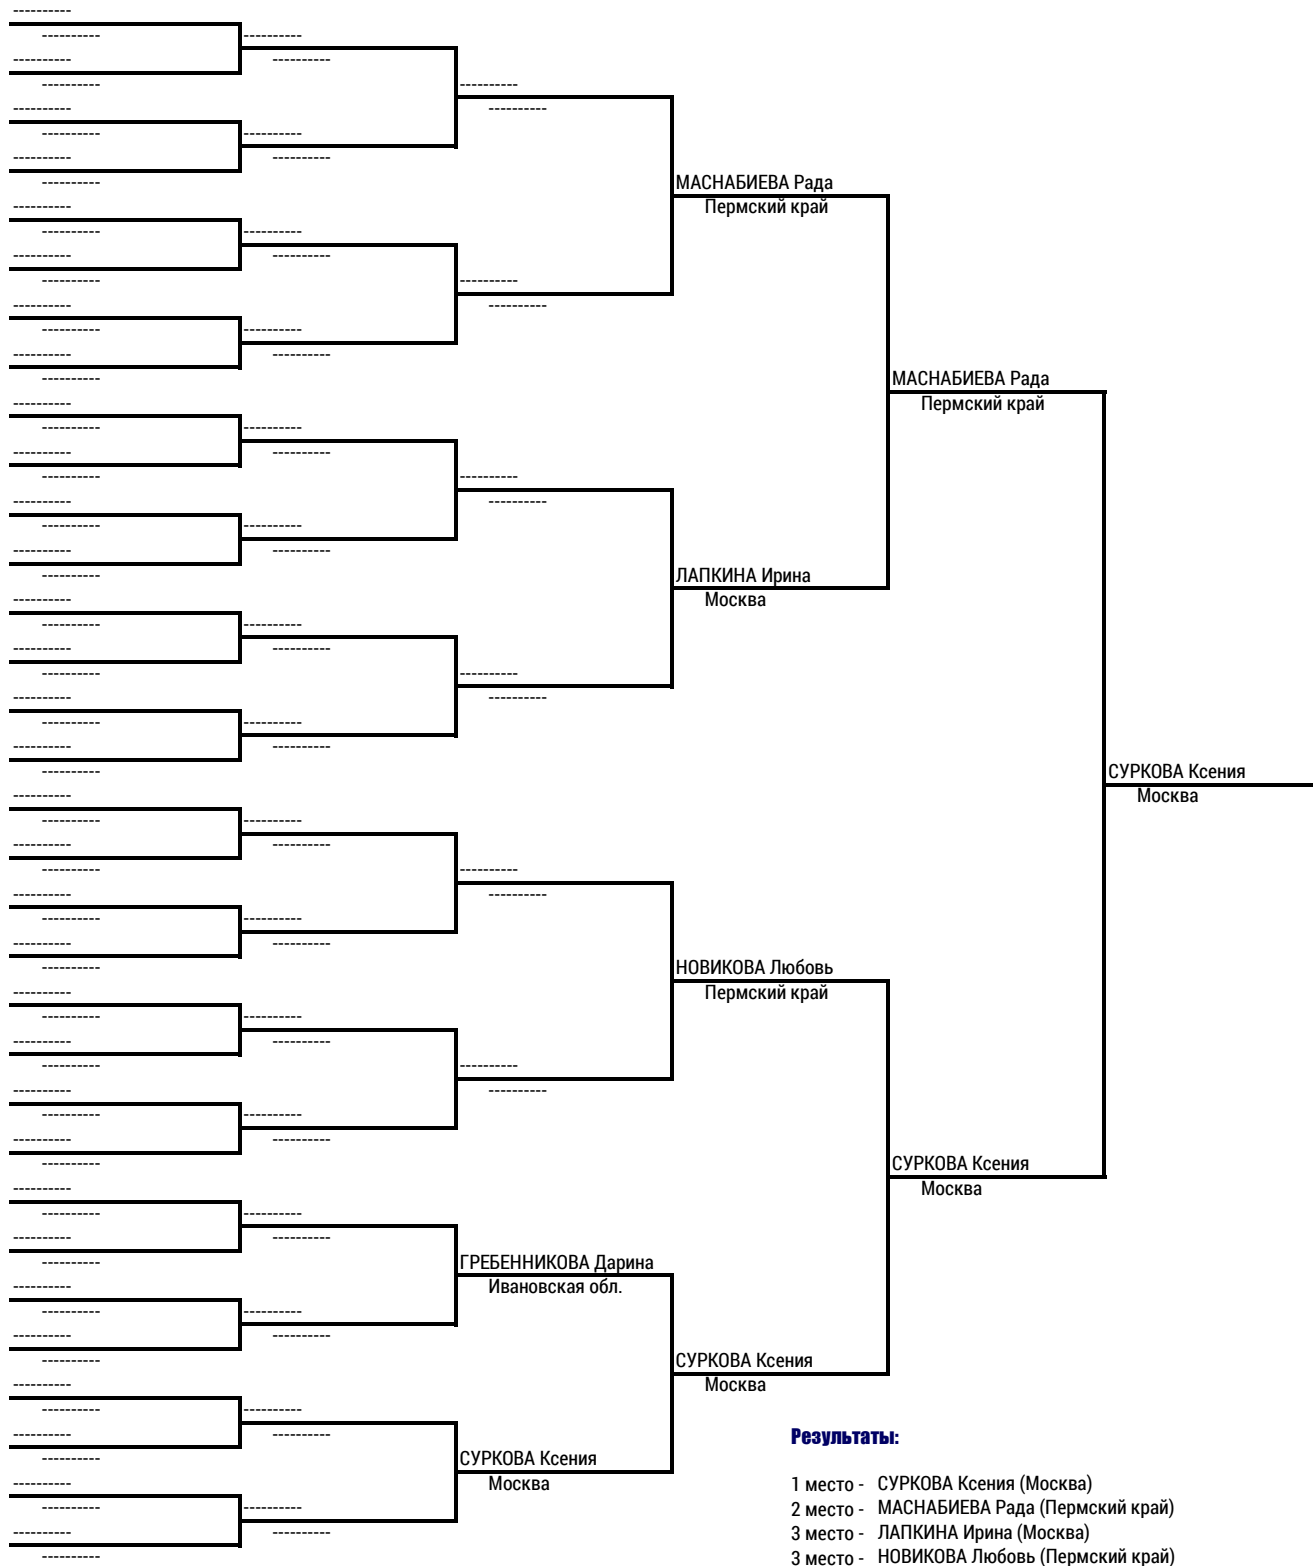 МАСНАБИЕВА Рада
Пермский край
МАСНАБИЕВА Рада
Пермский край
ЛАПКИНА Ирина
Москва
СУРКОВА Ксения
Москва
НОВИКОВА Любовь
Пермский край
СУРКОВА Ксения
Москва
ГРЕБЕННИКОВА Дарина
Ивановская обл.
СУРКОВА Ксения
Москва
СУРКОВА Ксения
Москва
Результаты:
1 место - СУРКОВА Ксения (Москва)
2 место - МАСНАБИЕВА Рада (Пермский край)
3 место - ЛАПКИНА Ирина (Москва)
3 место - НОВИКОВА Любовь (Пермский край)